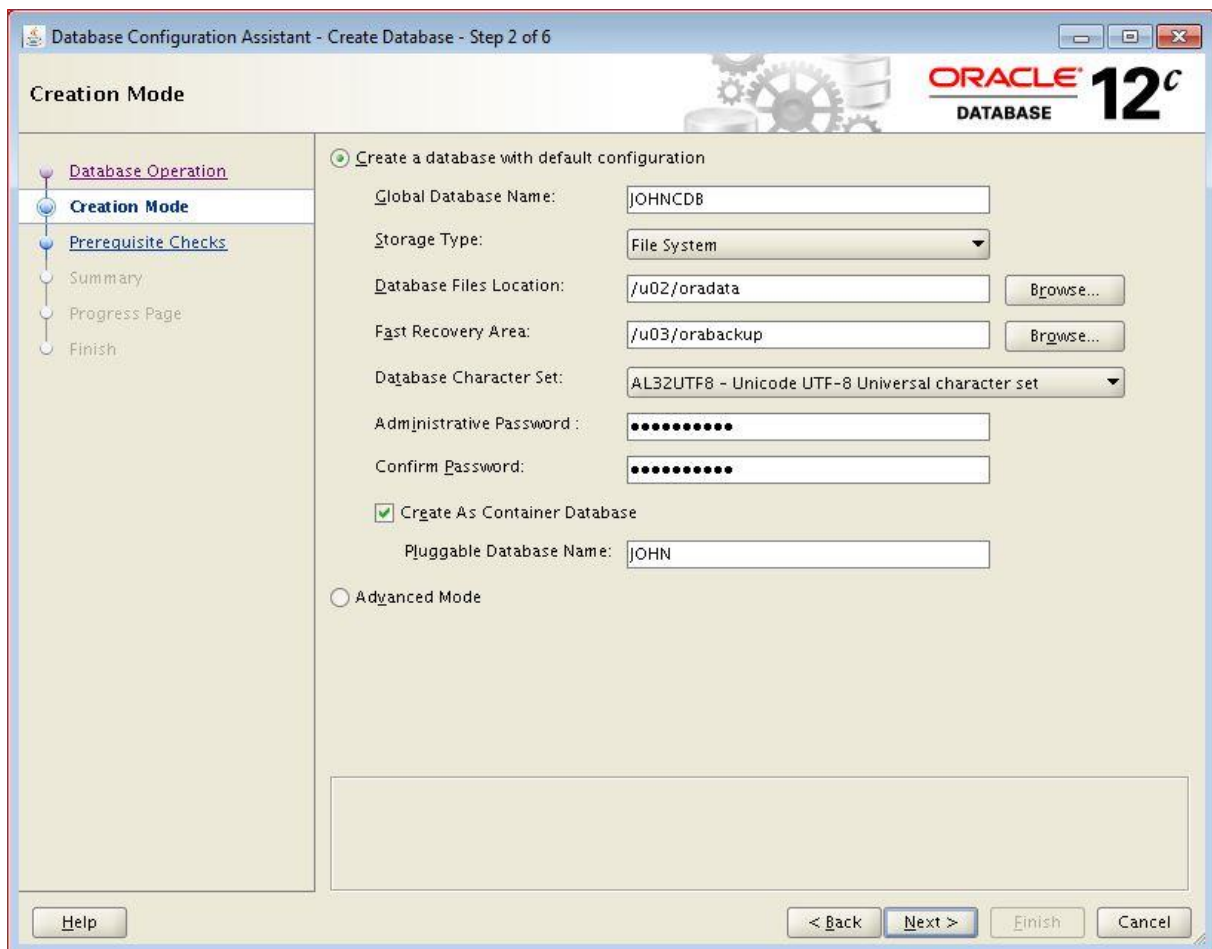 Database Configuration Assistant - Create Database - Step 2 of 6
Creation Mode
ORACLE
DATABASE
12c
Database Operation
Creation Mode
Prerequisite Checks
Summary
Progress Page
Finish
Create a database with default configuration
Global Database Name: JOHNCDB
Storage Type: File System
Database Files Location: /u02/oradata Browse...
Fast Recovery Area: /u03/orabackup Browse...
Database Character Set: AL32UTF8 - Unicode UTF-8 Universal character set
Administrative Password : ••••••••••
Confirm Password: ••••••••••
Create As Container Database
Pluggable Database Name: JOHN
Advanced Mode
Help < Back Next > Finish Cancel